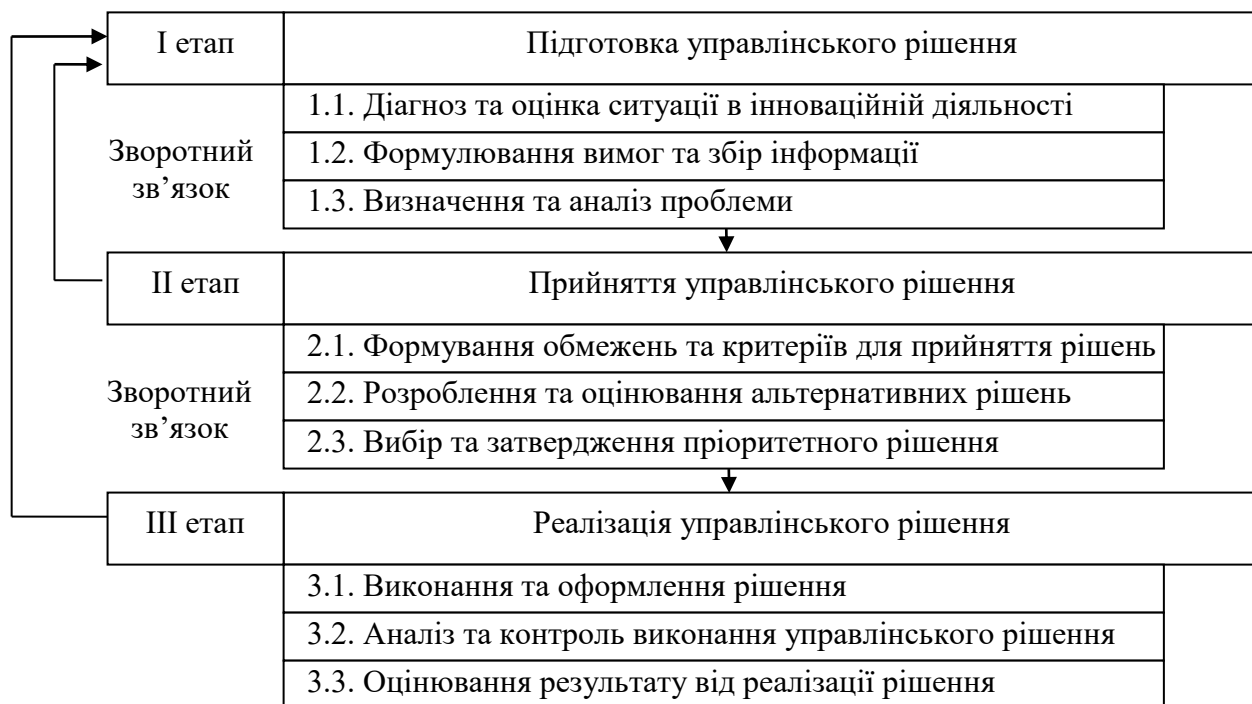 І етап
Підготовка управлінського рішення
1.1. Діагноз та оцінка ситуації в інноваційній діяльності
1.2. Формулювання вимог та збір інформації
1.3. Визначення та аналіз проблеми
Зворотний
зв’язок
ІІ етап
Прийняття управлінського рішення
2.1. Формування обмежень та критеріїв для прийняття рішень
2.2. Розроблення та оцінювання альтернативних рішень
2.3. Вибір та затвердження пріоритетного рішення
Зворотний
зв’язок
ІІІ етап
Реалізація управлінського рішення
3.1. Виконання та оформлення рішення
3.2. Аналіз та контроль виконання управлінського рішення
3.3. Оцінювання результату від реалізації рішення